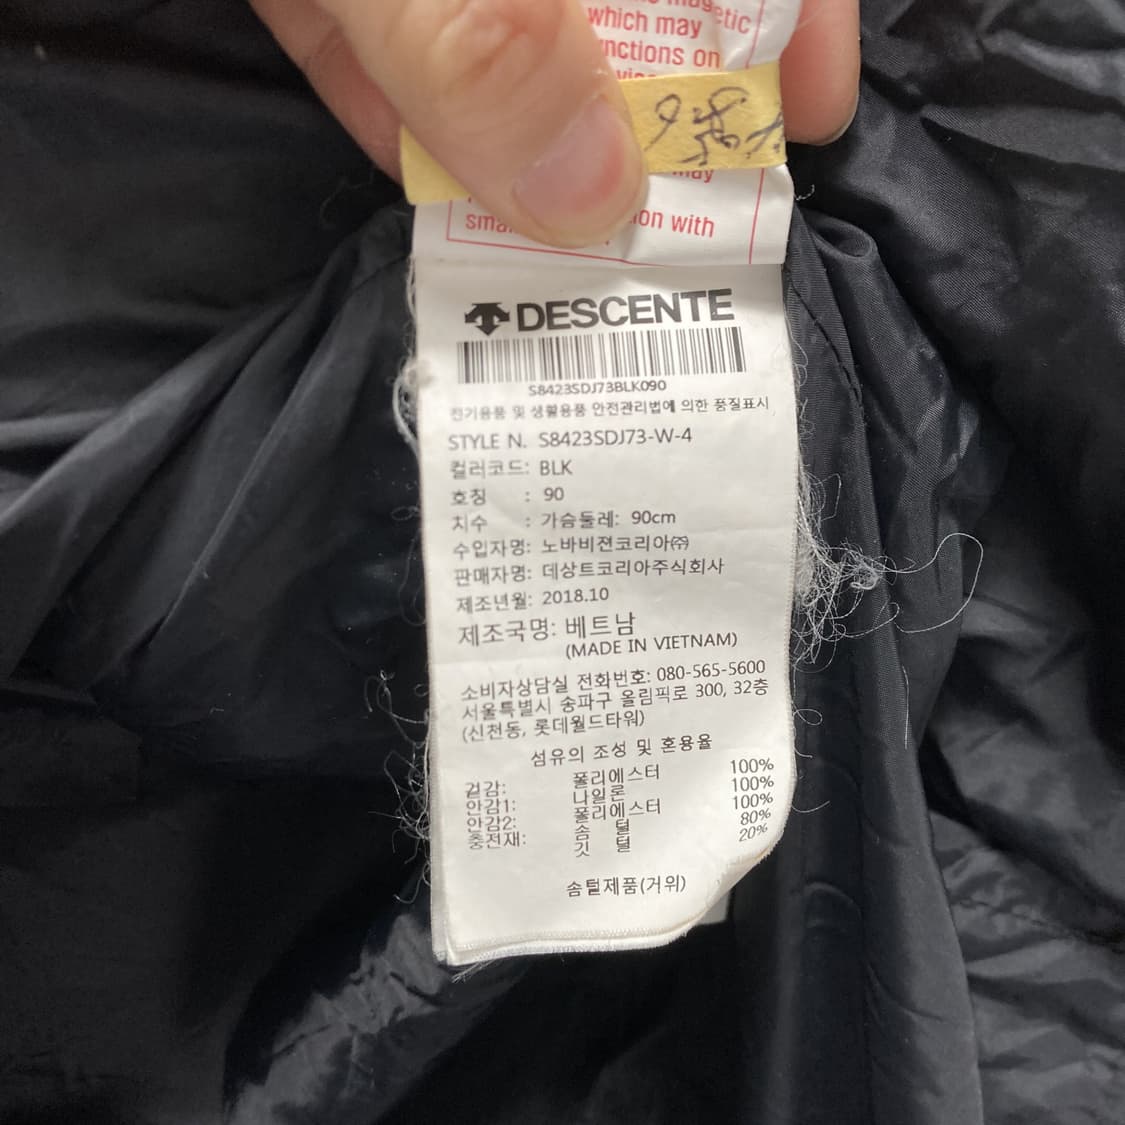 magnetic
which may
nctions on
may
sma
ion with
DESCENTE
S8423SDJ73BLK090
전기용품 및 생활용품 안전관리법에 의한 품질표시
STYLE N. S8423SDJ73-W-4
컬러코드: BLK
호칭 : 90
치수 : 가슴둘레: 90cm
수입자명: 노바비젼코리아㈜
판매자명: 데상트코리아주식회사
제조년월: 2018.10
제조국명: 베트남
(MADE IN VIETNAM)
소비자상담실 전화번호: 080-565-5600
서울특별시 송파구 올림픽로 300, 32층
(신천동, 롯데월드타워)
섬유의 조성 및 혼용율
겉감: 폴리에스터 100%
안감1: 나일론 100%
안감2: 폴리에스터 100%
충전재: 솜 털 80%
깃 털 20%
솜털제품(거위)